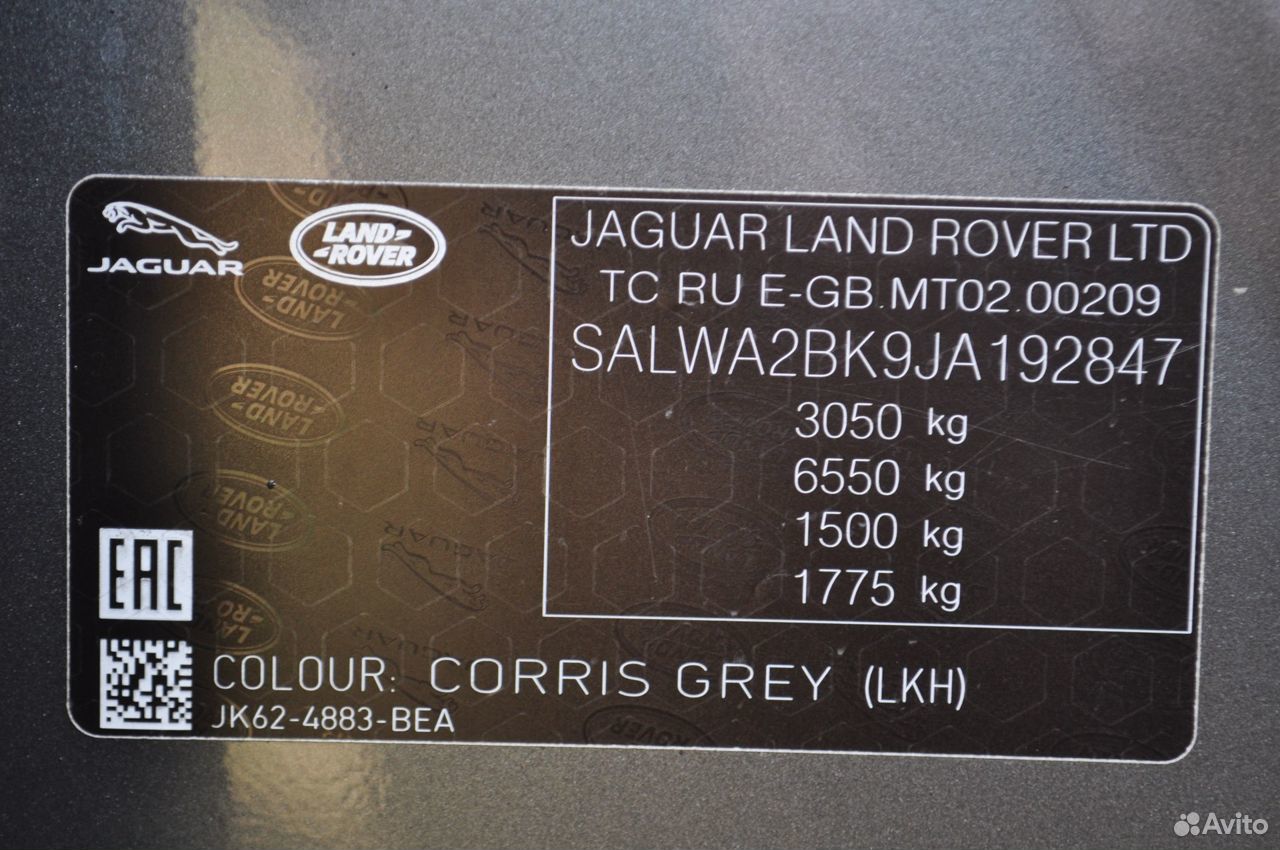 JAGUAR
LAND-
-ROVER
JAGUAR LAND ROVER LTD
TC RU E-GB.MT02.00209
SALWA2BK9JA192847
3050 kg
6550 kg
1500 kg
1775 kg
EAC
COLOUR: CORRIS GREY (LKH)
JK62-4883-BEA
Avito